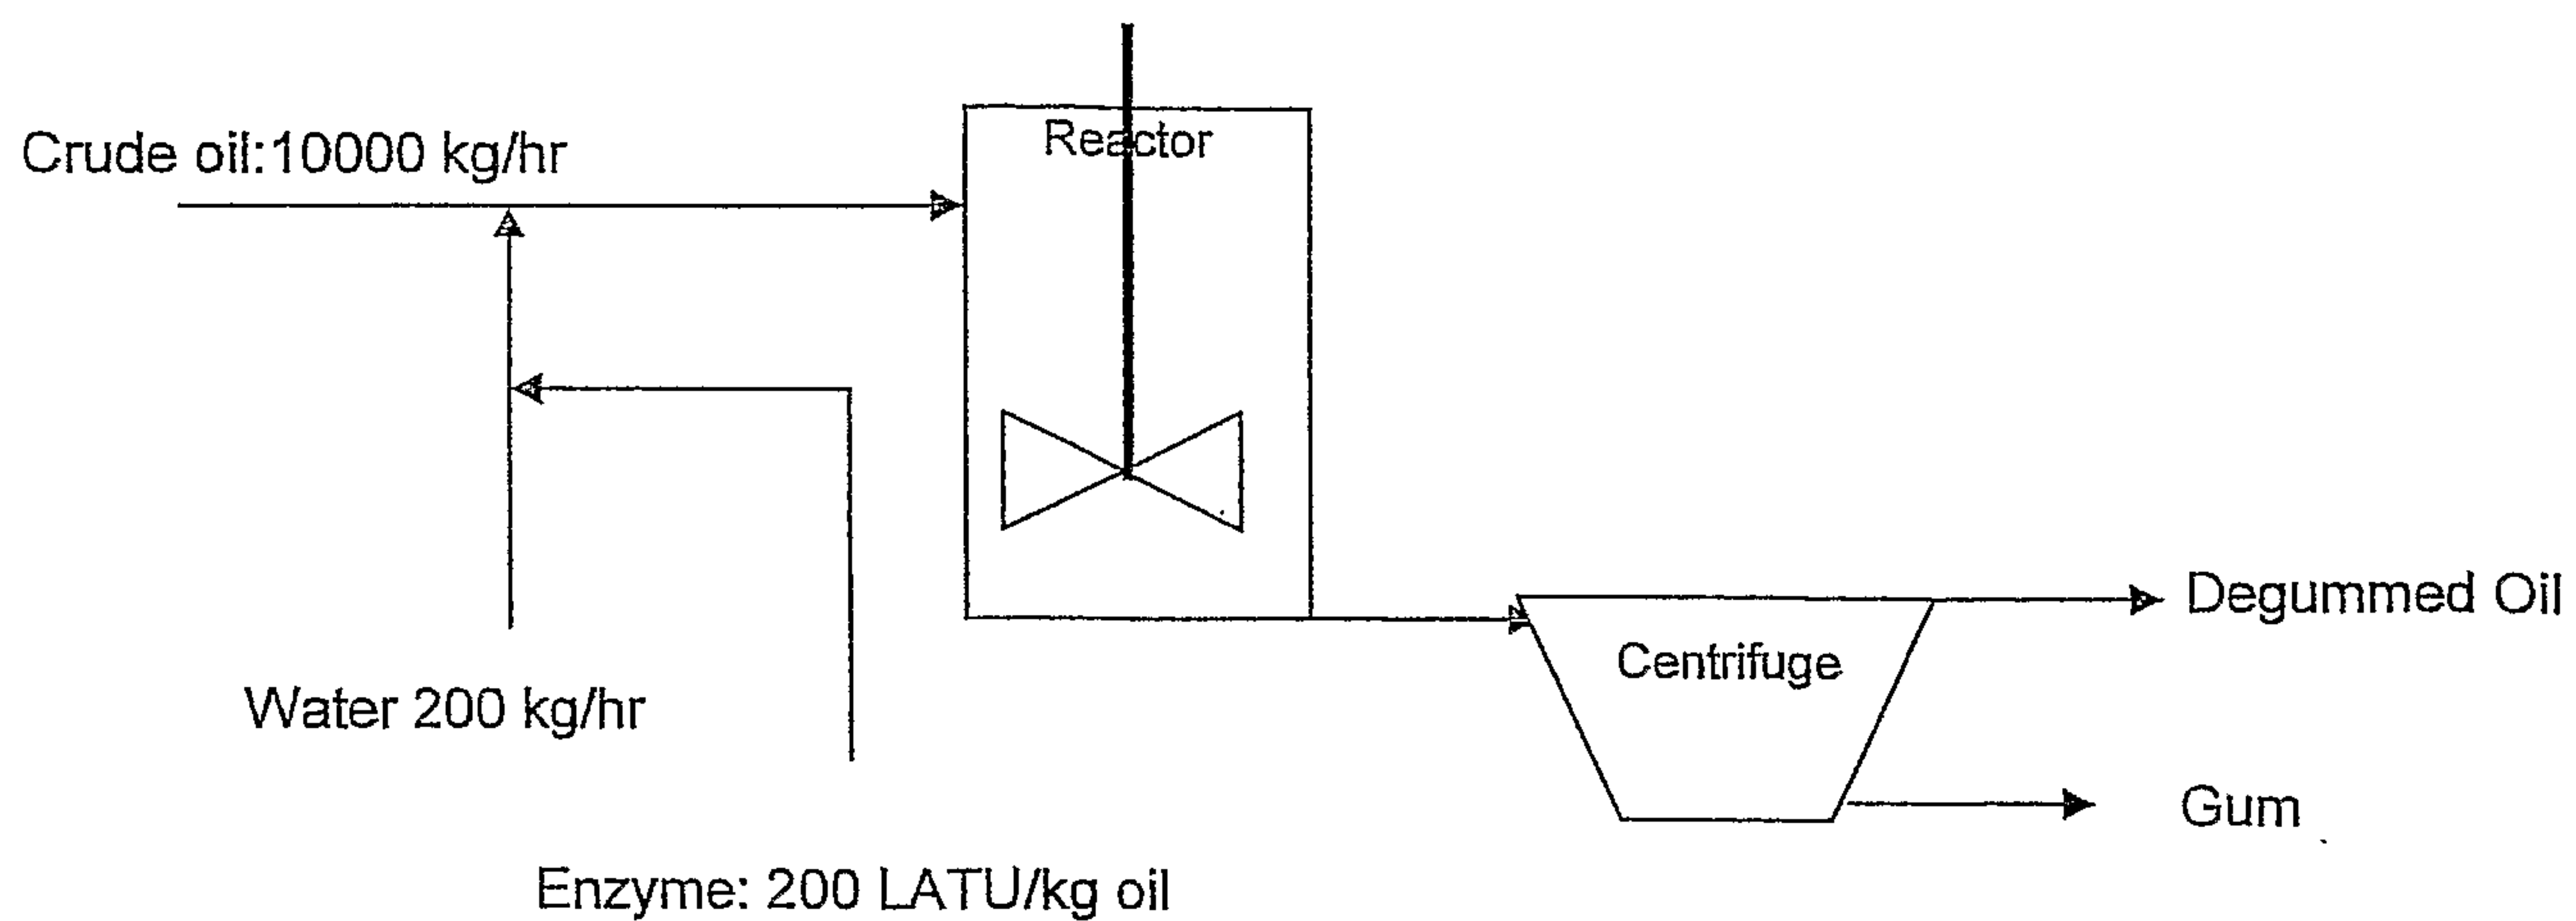 Crude oil:10000 kg/hr
Reactor
Water 200 kg/hr
Enzyme: 200 LATU/kg oil
Centrifuge
Degummed Oil
Gum